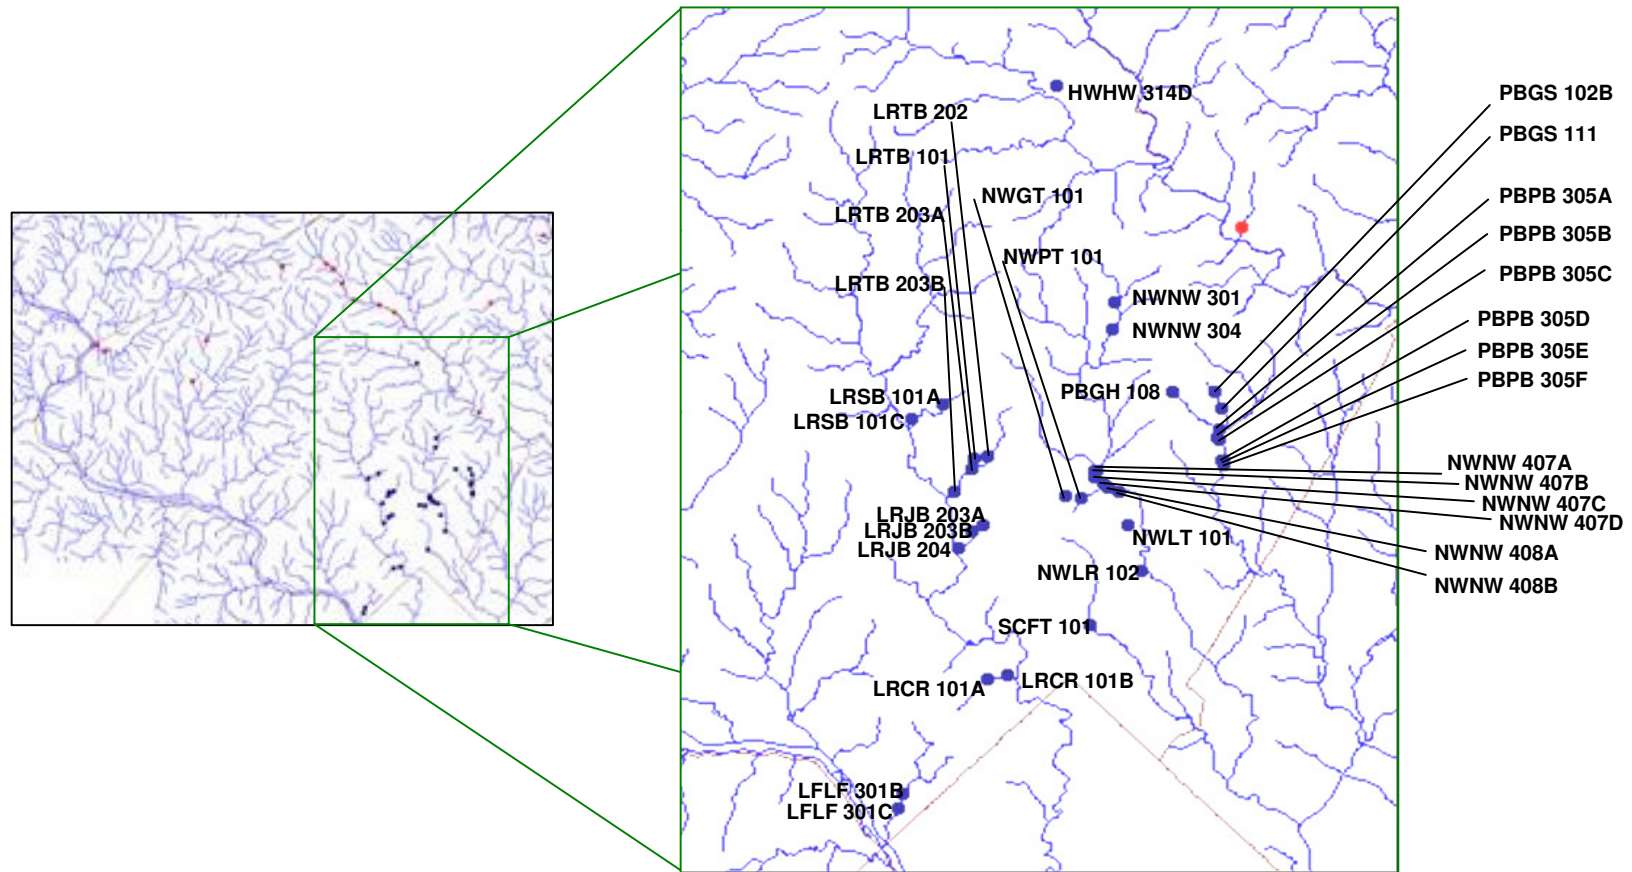 HWHW 314D
LRTB 202
LRTB 101
NWGT 101
LRTB 203A
NWPT 101
LRTB 203B
NWNW 301
NWNW 304
PBGH 108
LRSB 101A
LRSB 101C
LRJB 203A
LRJB 203B
LRJB 204
NWLT 101
NWLR 102
SCFT 101
LRCR 101A
LRCR 101B
LFLF 301B
LFLF 301C
PBGS 102B
PBGS 111
PBPB 305A
PBPB 305B
PBPB 305C
PBPB 305D
PBPB 305E
PBPB 305F
NWNW 407A
NWNW 407B
NWNW 407C
NWNW 407D
NWNW 408A
NWNW 408B